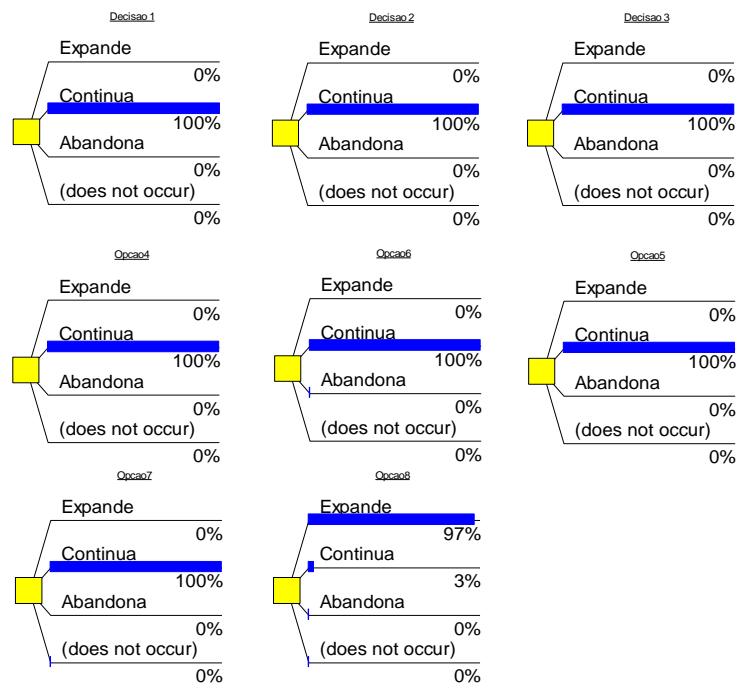 Decisao 1
Expande
0%
Continua
100%
Abandona
0%
(does not occur)
0%
Decisao 2
Expande
0%
Continua
100%
Abandona
0%
(does not occur)
0%
Decisao 3
Expande
0%
Continua
100%
Abandona
0%
(does not occur)
0%
Opcao4
Expande
0%
Continua
100%
Abandona
0%
(does not occur)
0%
Opcao6
Expande
0%
Continua
100%
Abandona
0%
(does not occur)
0%
Opcao5
Expande
0%
Continua
100%
Abandona
0%
(does not occur)
0%
Opcao7
Expande
0%
Continua
100%
Abandona
0%
(does not occur)
0%
Opcao8
Expande
97%
Continua
3%
Abandona
0%
(does not occur)
0%